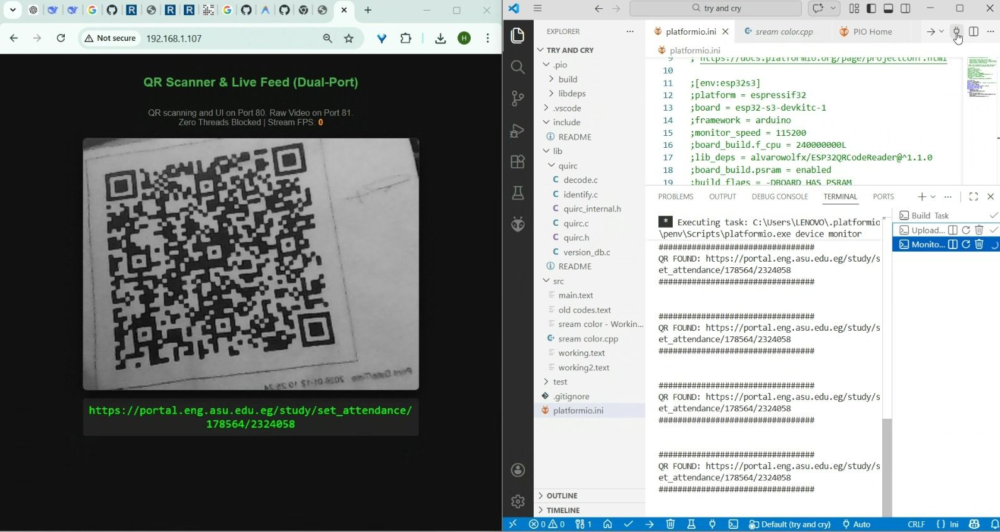 Not secure
192.168.1.107
H
QR Scanner & Live Feed (Dual-Port)
QR scanning and UI on Port 80. Raw Video on Port 81.
Zero Threads Blocked | Stream FPS: 0
https://portal.eng.asu.edu.eg/study/set_attendance/
178564/2324058
try and cry
EXPLORER
TRY AND CRY
.pio
build
libdeps
.vscode
include
README
lib
quirc
decode.c
identify.c
quirc_internal.h
quirc.c
quirc.h
version_db.c
README
src
main.text
old codes.text
sream color - Workin...
sream color.cpp
working.text
working2.text
test
.gitignore
platformio.ini
OUTLINE
TIMELINE
platformio.ini
sream color.cpp
PIO Home
platformio.ini
9 ; https://docs.platformio.org/page/projectconf.html
10
11 ;[env:esp32s3]
12 ;platform = espressif32
13 ;board = esp32-s3-devkitc-1
14 ;framework = arduino
15 ;monitor_speed = 115200
16 ;board_build.f_cpu = 240000000L
17 ;lib_deps = alvarowolfx/ESP32QRCodeReader@^1.1.0
18 ;board_build.psram = enabled
19 ;build_flags = -DBOARD_HAS_PSRAM
PROBLEMS OUTPUT DEBUG CONSOLE TERMINAL PORTS
* Executing task: C:\Users\LENOVO\.platformio
\penv\Scripts\platformio.exe device monitor
#################################
QR FOUND: https://portal.eng.asu.edu.eg/study/s
et_attendance/178564/2324058
#################################
#################################
QR FOUND: https://portal.eng.asu.edu.eg/study/s
et_attendance/178564/2324058
#################################
#################################
QR FOUND: https://portal.eng.asu.edu.eg/study/s
et_attendance/178564/2324058
#################################
#################################
QR FOUND: https://portal.eng.asu.edu.eg/study/s
et_attendance/178564/2324058
#################################
Build Task
Upload...
Monito...
0 0 1 Default (try and cry) Auto CRLF {} Ini